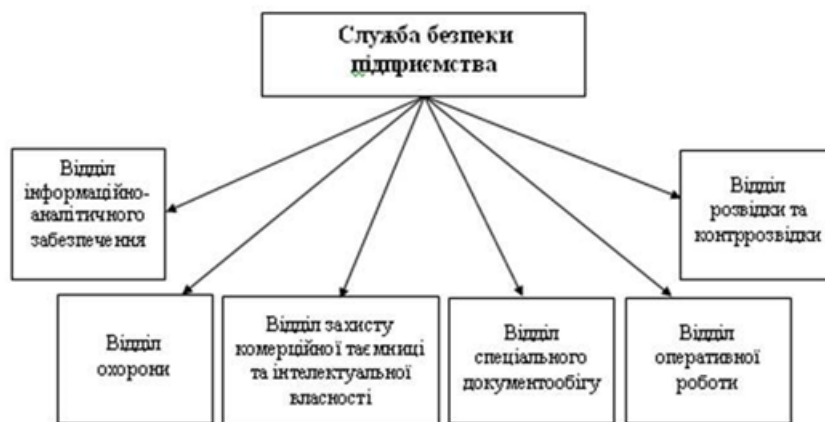 Служба безпеки
підприємства
Відділ
інформаційно-
аналітичного
забезпечення
Відділ
розвідки та
контррозвідки
Відділ
охорони
Відділ захисту
комерційної таємниці
та інтелектуальної
власності
Відділ
спеціального
документообігу
Відділ
оперативної
роботи